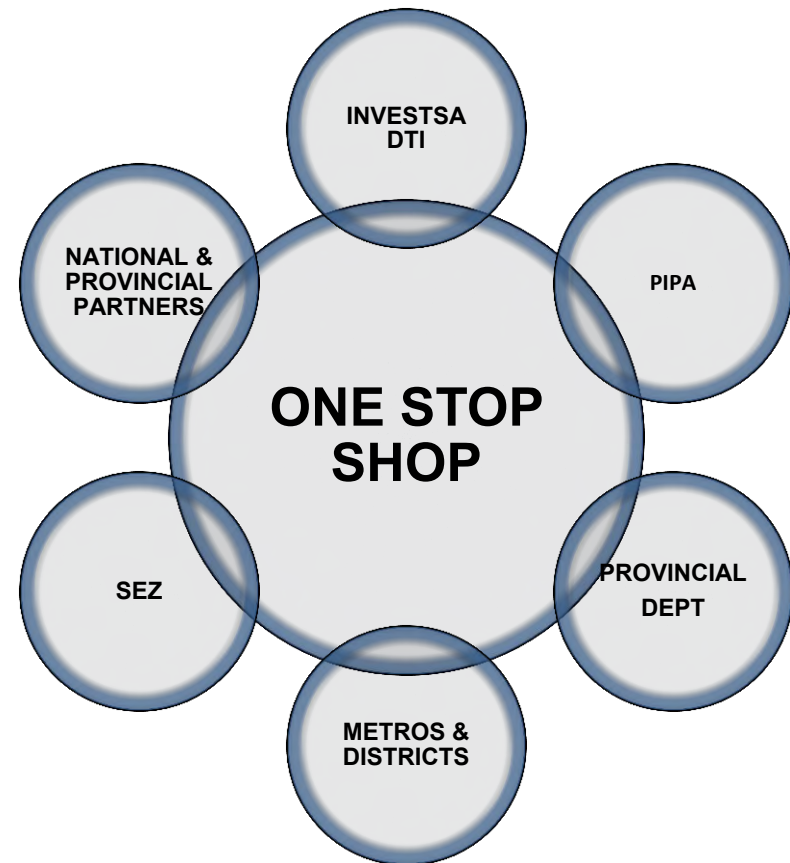 INVESTSA
DTI
NATIONAL &
PROVINCIAL
PARTNERS
PIPA
ONE STOP
SHOP
SEZ
PROVINCIAL
DEPT
METROS &
DISTRICTS